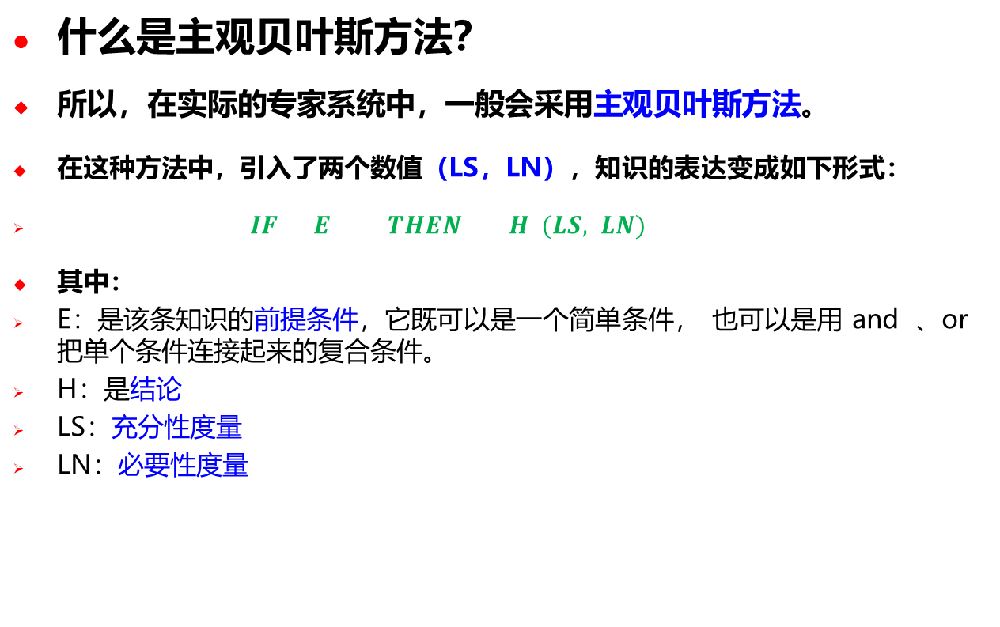 什么是主观贝叶斯方法？
所以，在实际的专家系统中，一般会采用主观贝叶斯方法。
在这种方法中，引入了两个数值（LS，LN），知识的表达变成如下形式：
IF E THEN H (LS, LN)
其中：
E：是该条知识的前提条件，它既可以是一个简单条件， 也可以是用 and 、or
把单个条件连接起来的复合条件。
H：是结论
LS：充分性度量
LN：必要性度量